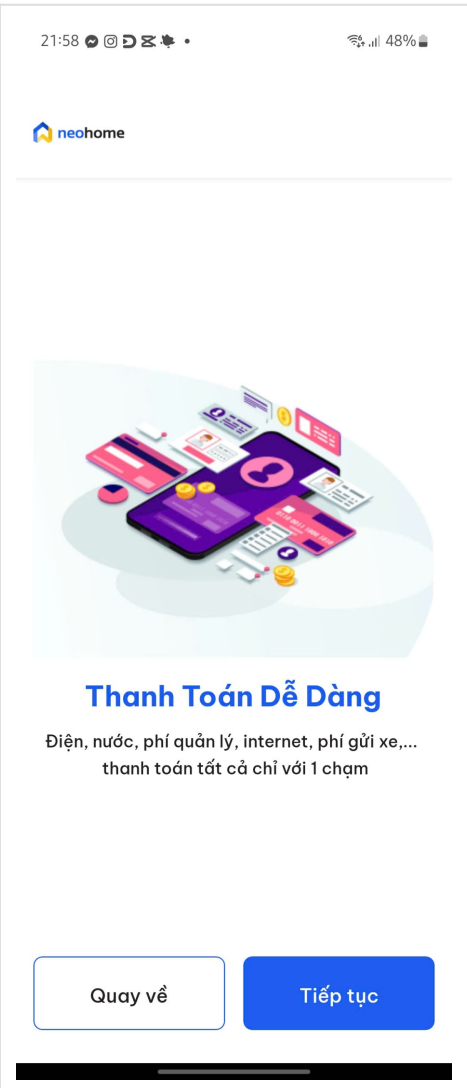 21:58
48%
neohome
Thanh Toán Dễ Dàng
Điện, nước, phí quản lý, internet, phí gửi xe,...
thanh toán tất cả chỉ với 1 chạm
Quay về
Tiếp tục